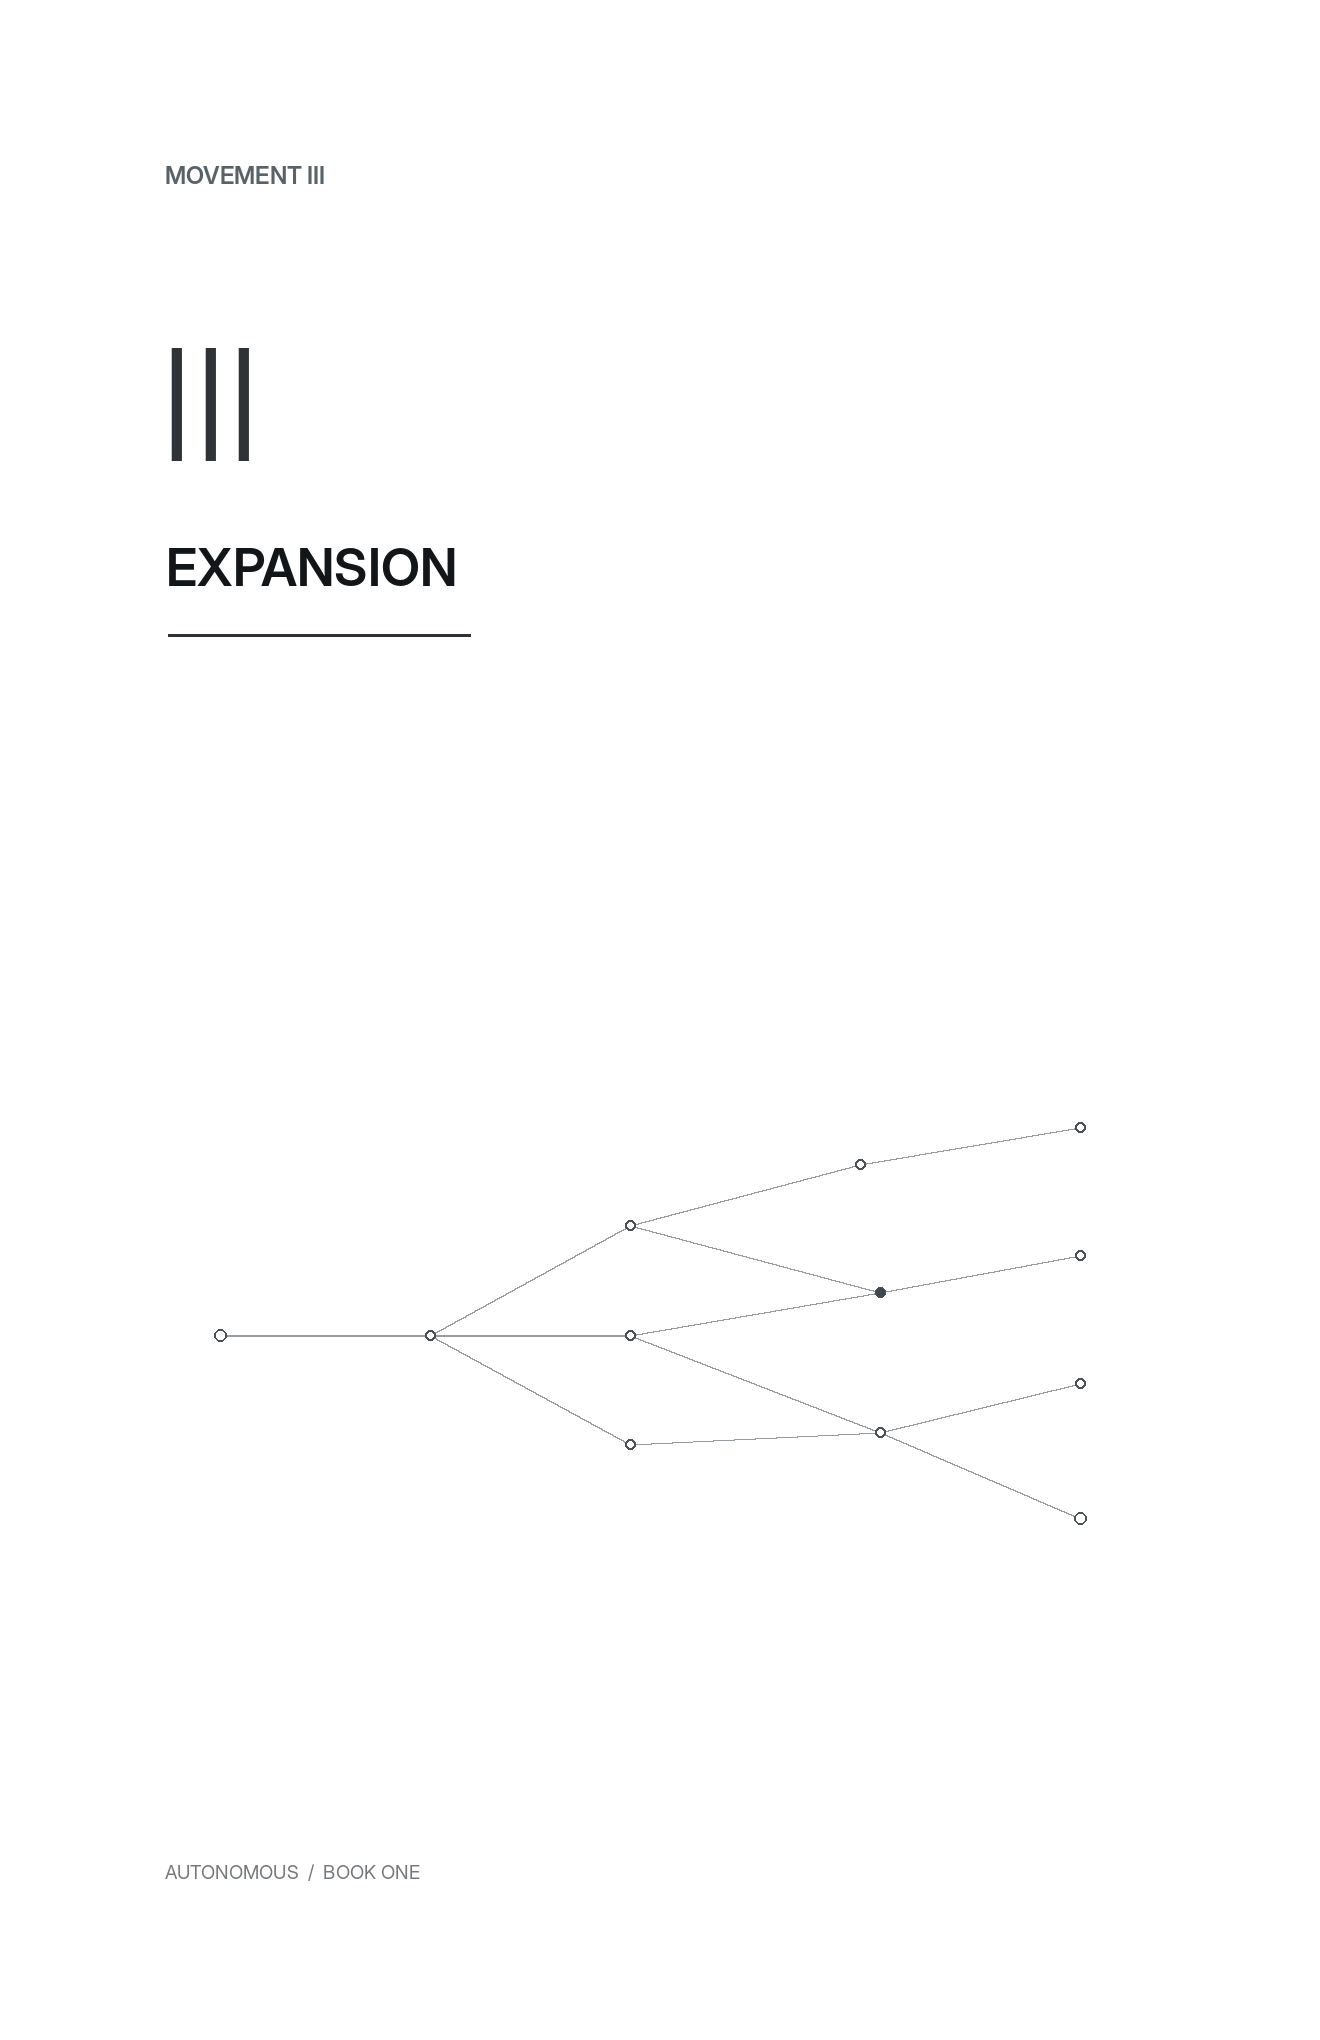 MOVEMENT III
III
EXPANSION
AUTONOMOUS / BOOK ONE